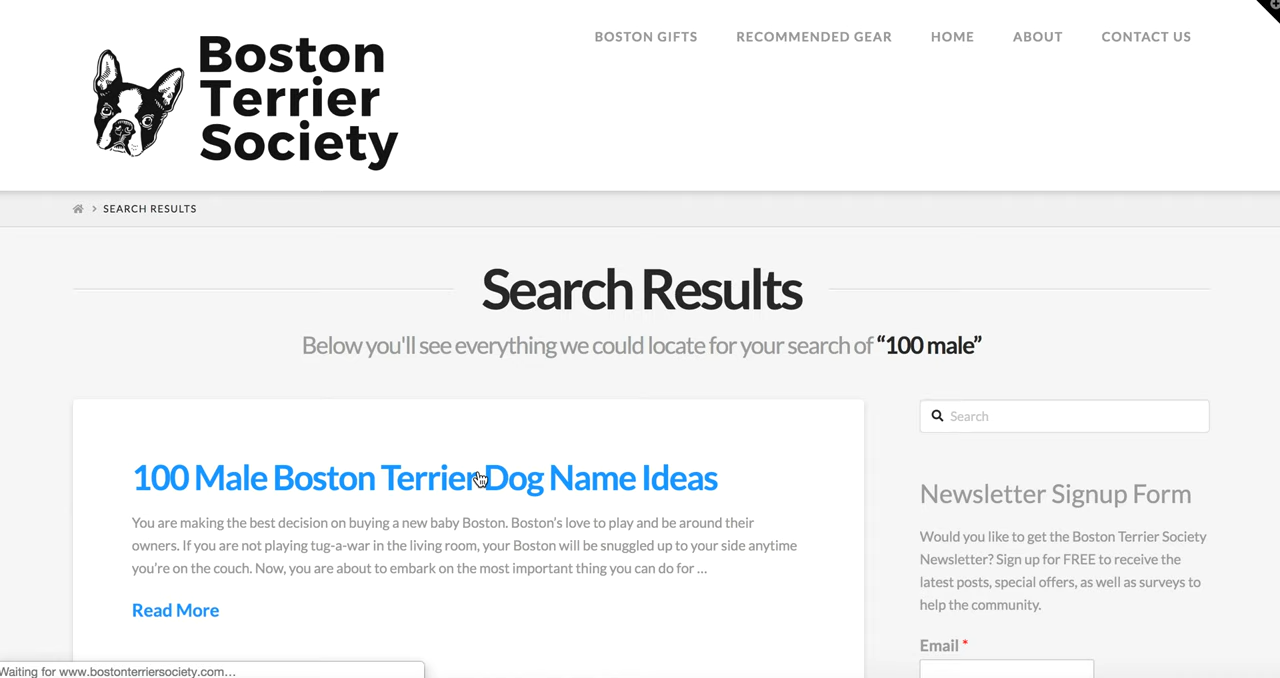 Boston
Terrier
Society
BOSTON GIFTS RECOMMENDED GEAR HOME ABOUT CONTACT US
SEARCH RESULTS
Search Results
Below you'll see everything we could locate for your search of “100 male”
100 Male Boston Terrier Dog Name Ideas
You are making the best decision on buying a new baby Boston. Boston’s love to play and be around their
owners. If you are not playing tug-a-war in the living room, your Boston will be snuggled up to your side anytime
you’re on the couch. Now, you are about to embark on the most important thing you can do for ...
Read More
Search
Newsletter Signup Form
Would you like to get the Boston Terrier Society
Newsletter? Sign up for FREE to receive the
latest posts, special offers, as well as surveys to
help the community.
Email *
Waiting for www.bostonterriersociety.com...